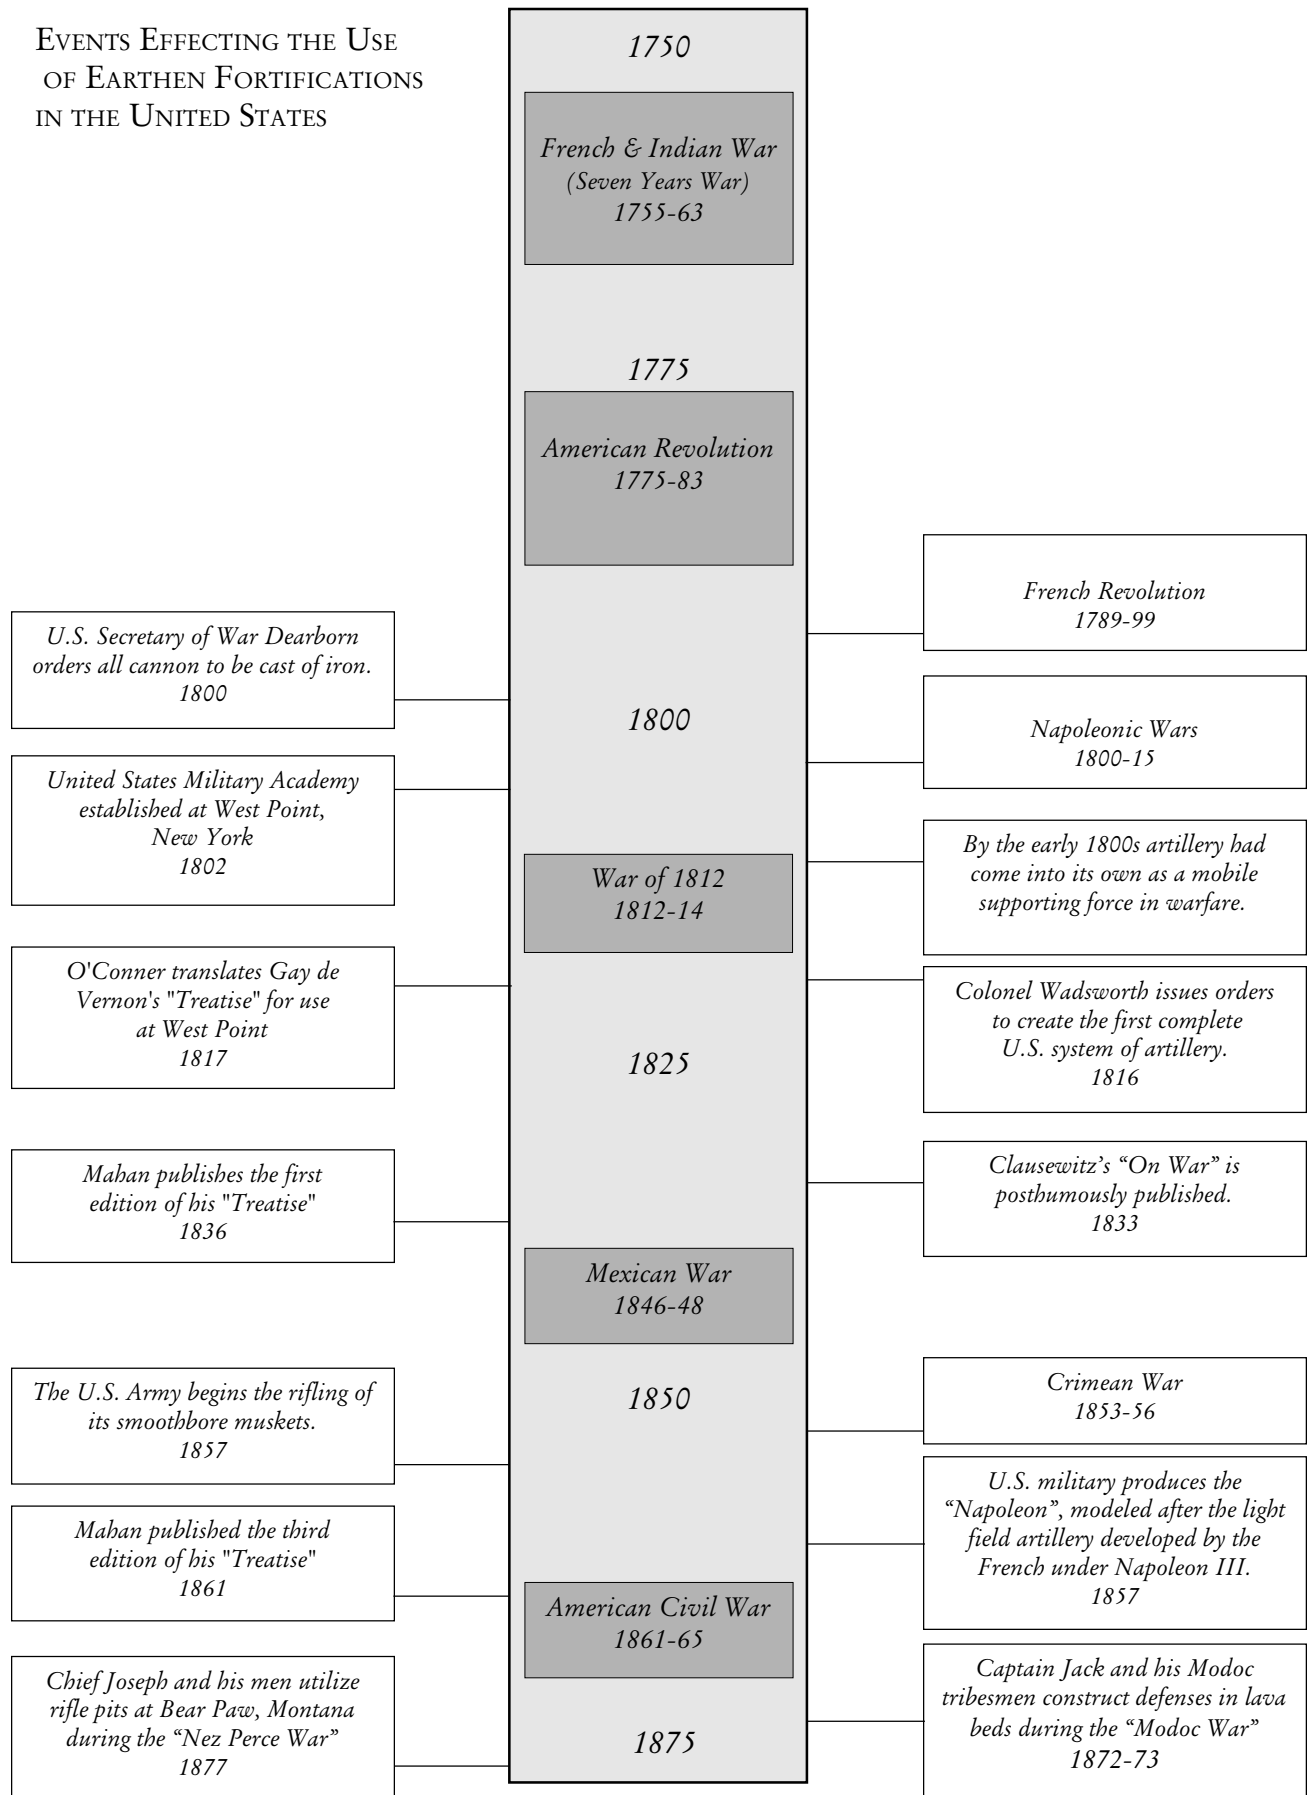 EVENTS EFFECTING THE USE
OF EARTHEN FORTIFICATIONS
IN THE UNITED STATES
1750
French & Indian War
(Seven Years War)
1755-63
1775
American Revolution
1775-83
French Revolution
1789-99
U.S. Secretary of War Dearborn
orders all cannon to be cast of iron.
1800
1800
Napoleonic Wars
1800-15
United States Military Academy
established at West Point,
New York
1802
By the early 1800s artillery had
come into its own as a mobile
supporting force in warfare.
War of 1812
1812-14
O'Conner translates Gay de
Vernon's "Treatise" for use
at West Point
1817
Colonel Wadsworth issues orders
to create the first complete
U.S. system of artillery.
1816
1825
Mahan publishes the first
edition of his "Treatise"
1836
Clausewitz’s “On War” is
posthumously published.
1833
Mexican War
1846-48
The U.S. Army begins the rifling of
its smoothbore muskets.
1857
1850
Crimean War
1853-56
U.S. military produces the
“Napoleon”, modeled after the light
field artillery developed by the
French under Napoleon III.
1857
Mahan published the third
edition of his "Treatise"
1861
American Civil War
1861-65
Chief Joseph and his men utilize
rifle pits at Bear Paw, Montana
during the “Nez Perce War”
1877
1875
Captain Jack and his Modoc
tribesmen construct defenses in lava
beds during the “Modoc War”
1872-73